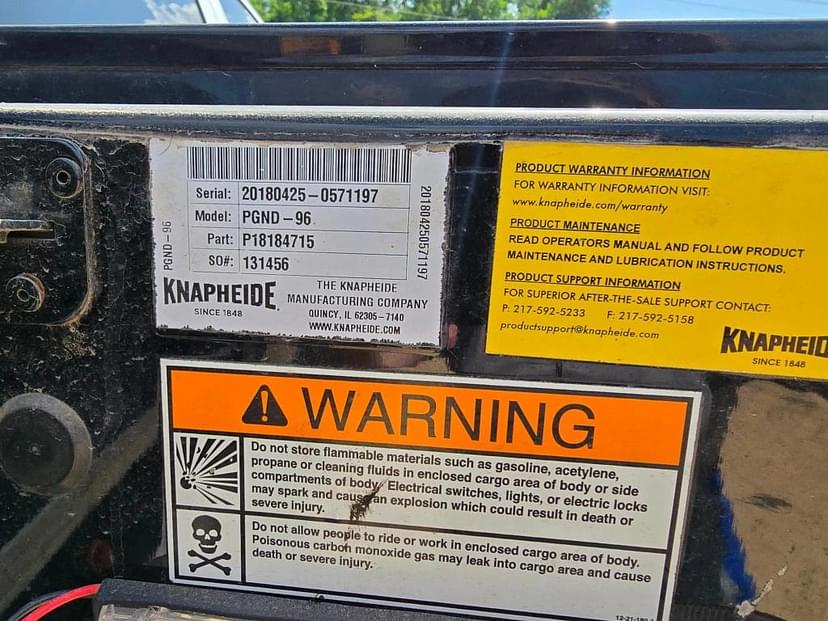 Serial: 20180425-0571197
Model: PGND-96
Part: P18184715
SO#: 131456
PGND-96
201804250571197
KNAPHEIDE
SINCE 1848
THE KNAPHEIDE
MANUFACTURING COMPANY
QUINCY, IL 62305-7140
WWW.KNAPHEIDE.COM
PRODUCT WARRANTY INFORMATION
FOR WARRANTY INFORMATION VISIT:
www.knapheide.com/warranty
PRODUCT MAINTENANCE
READ OPERATORS MANUAL AND FOLLOW PRODUCT
MAINTENANCE AND LUBRICATION INSTRUCTIONS.
PRODUCT SUPPORT INFORMATION
FOR SUPERIOR AFTER-THE-SALE SUPPORT CONTACT:
P: 217-592-5233 F: 217-592-5158
productsupport@knapheide.com
KNAPHEID
SINCE 1848
WARNING
Do not store flammable materials such as gasoline, acetylene,
propane or cleaning fluids in enclosed cargo area of body or side
compartments of body. Electrical switches, lights, or electric locks
may spark and cause an explosion which could result in death or
severe injury.
Do not allow people to ride or work in enclosed cargo area of body.
Poisonous carbon monoxide gas may leak into cargo area and cause
death or severe injury.